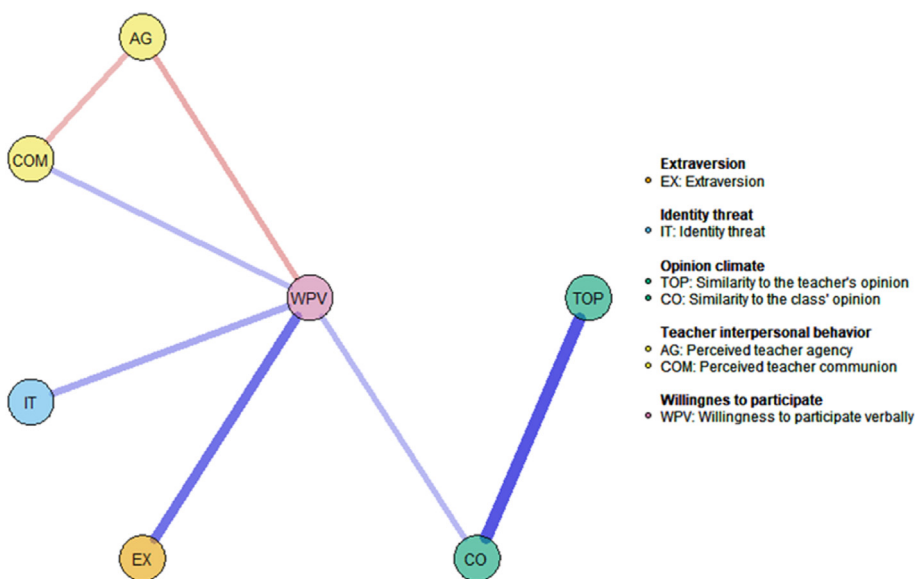 AG
COM
WPV
TOP
IT
EX
CO
Extraversion
EX: Extraversion
Identity threat
IT: Identity threat
Opinion climate
TOP: Similarity to the teacher's opinion
CO: Similarity to the class' opinion
Teacher interpersonal behavior
AG: Perceived teacher agency
COM: Perceived teacher communion
Willingnes to participate
WPV: Willingness to participate verbally